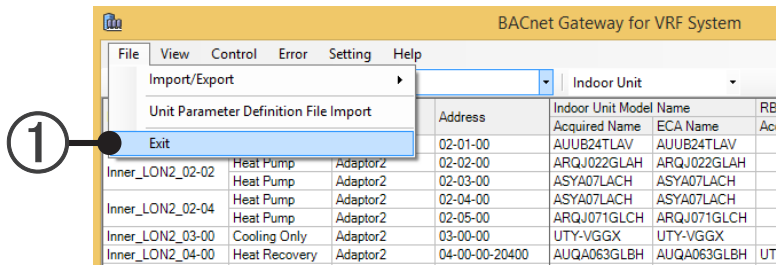 BACnet Gateway for VRF System
File View Control Error Setting Help
Import/Export
Indoor Unit
Unit Parameter Definition File Import
Exit
1
Address Indoor Unit Model Name RB
Acquired Name ECA Name Acq
02-01-00 AUUB24TLAV AUUB24TLAV
Inner_LON2_02-02 Heat Pump Adaptor2 02-02-00 ARQJ022GLAH ARQJ022GLAH
Heat Pump Adaptor2 02-03-00 ASYA07LACH ASYA07LACH
Inner_LON2_02-04 Heat Pump Adaptor2 02-04-00 ASYA07LACH ASYA07LACH
Heat Pump Adaptor2 02-05-00 ARQJ071GLCH ARQJ071GLCH
Inner_LON2_03-00 Cooling Only Adaptor2 03-00-00 UTY-VGGX UTY-VGGX
Inner_LON2_04-00 Heat Recovery Adaptor2 04-00-00-20400 AUQA063GLBH AUQA063GLBH UT